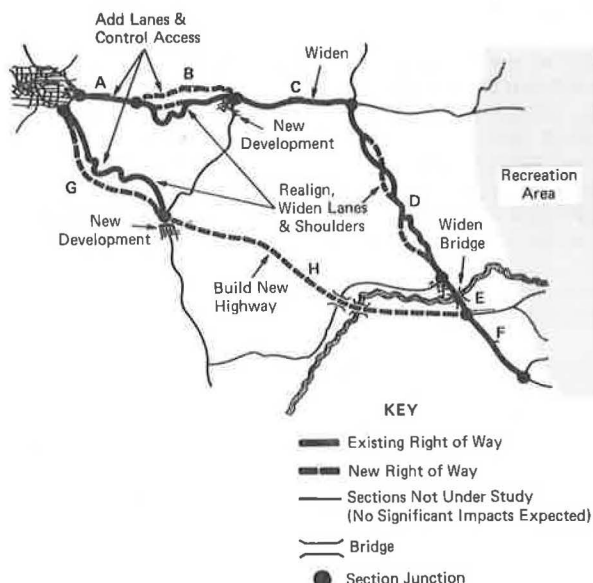 Add Lanes &
Control Access
A
B
C
Widen
New
Development
G
Realign,
Widen Lanes
& Shoulders
D
Recreation
Area
New
Development
Widen
Bridge
H
Build New
Highway
E
F
KEY
Existing Right of Way
New Right of Way
Sections Not Under Study
(No Significant Impacts Expected)
Bridge
Section Junction